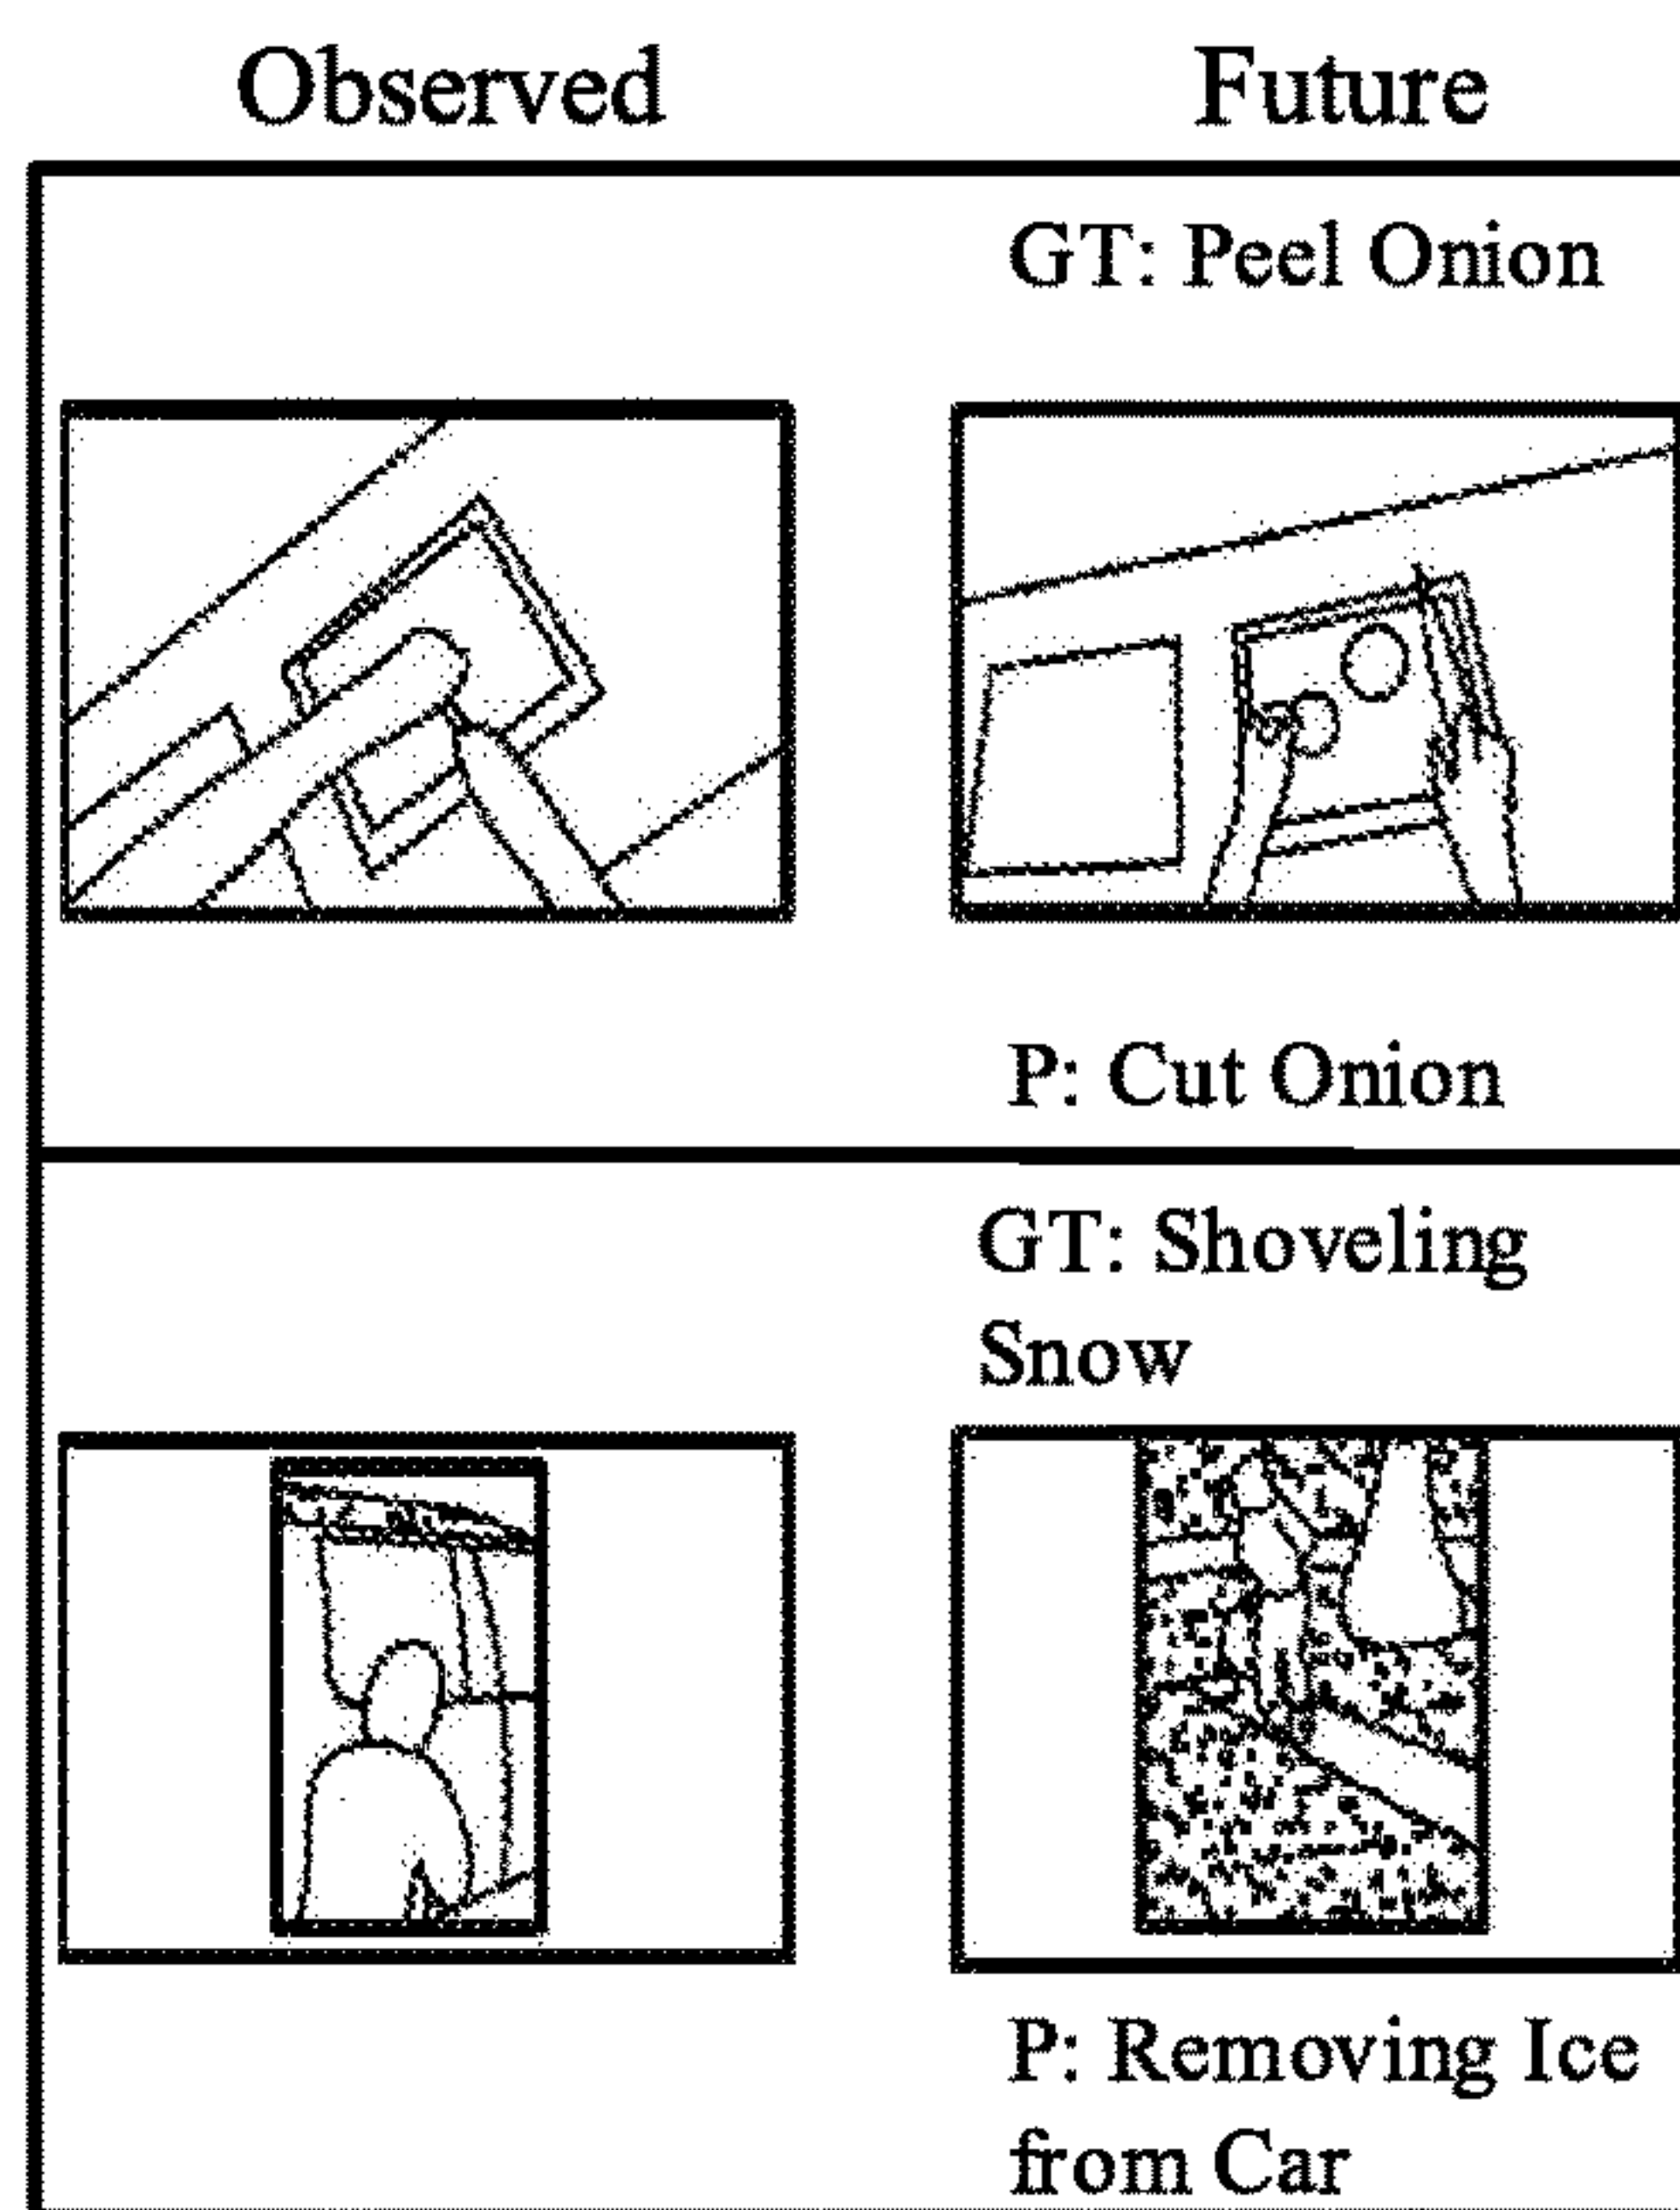 Observed Future
GT: Peel Onion
P: Cut Onion
GT: Shoveling
Snow
P: Removing Ice
from Car